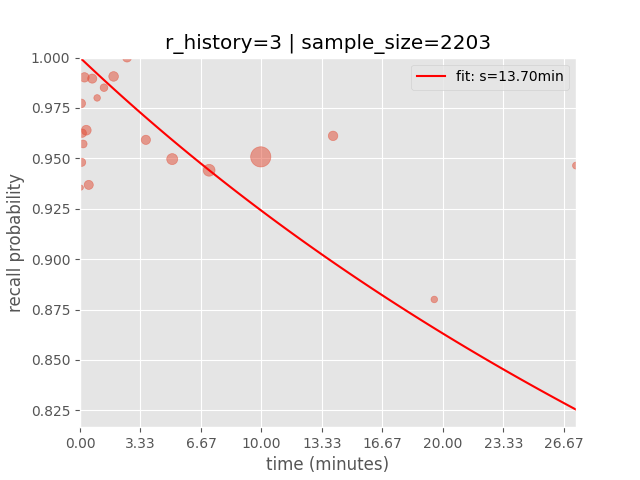 r_history=3 | sample_size=2203
fit: s=13.70min
1.000
0.975
0.950
0.925
0.900
0.875
0.850
0.825
recall probability
0.00 3.33 6.67 10.00 13.33 16.67 20.00 23.33 26.67
time (minutes)